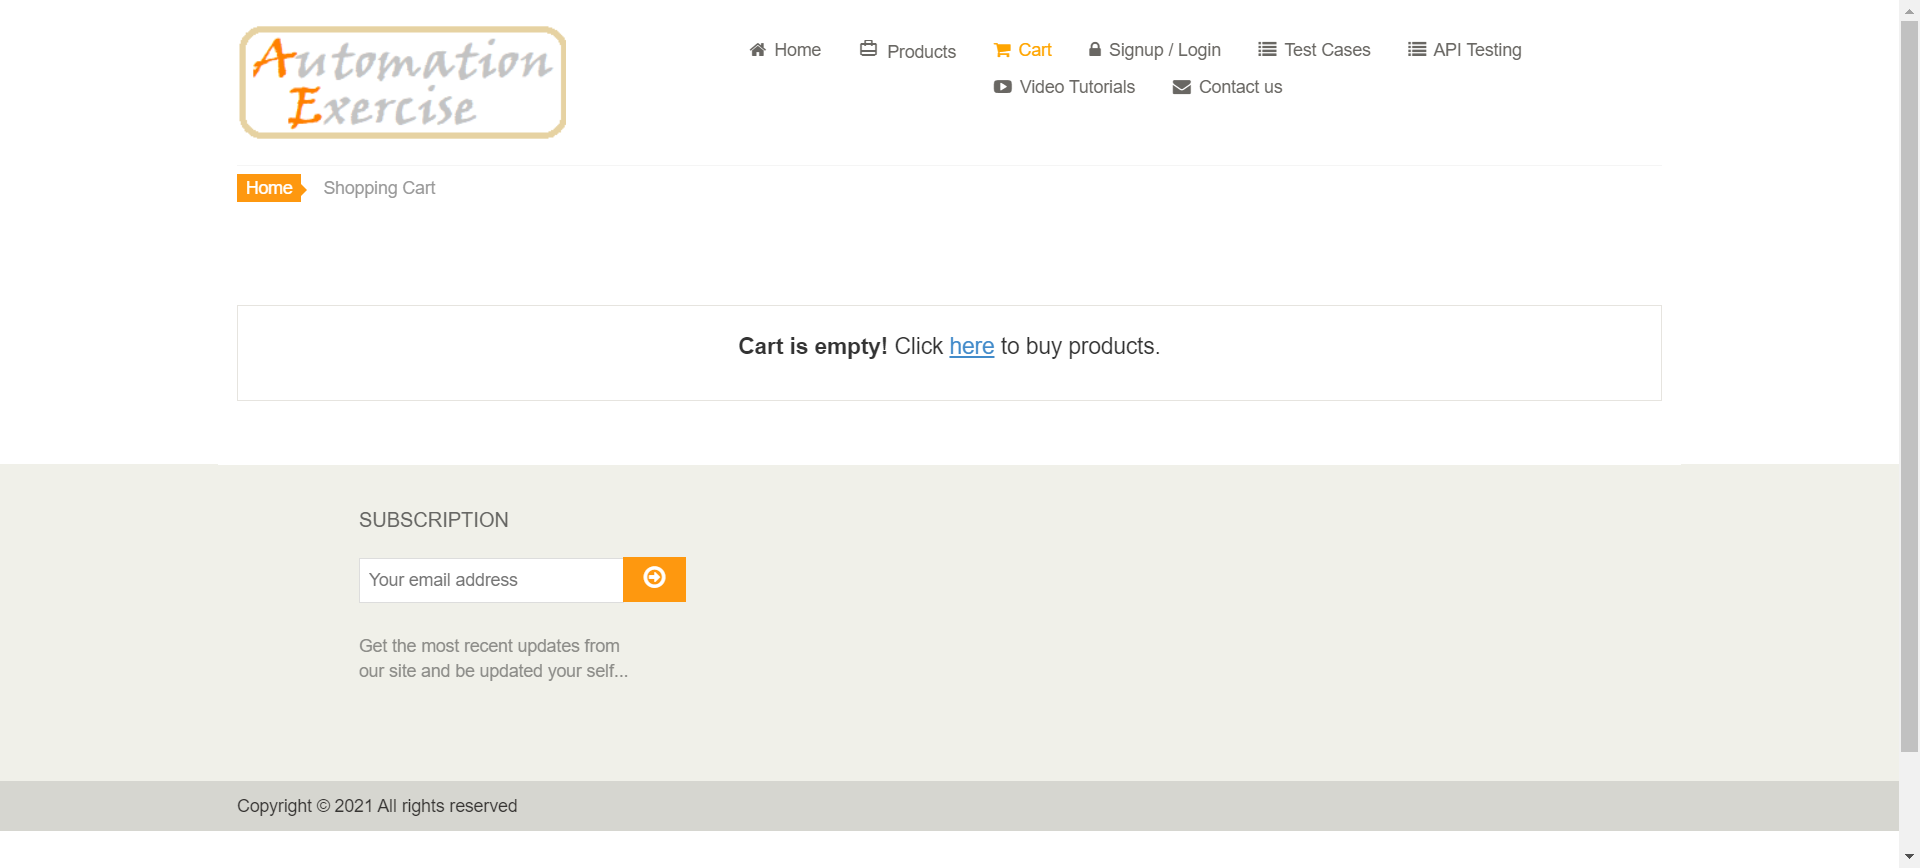 Automation
Exercise
Home Products Cart Signup / Login Test Cases API Testing
Video Tutorials Contact us
Home Shopping Cart
Cart is empty! Click here to buy products.
SUBSCRIPTION
Your email address
Get the most recent updates from
our site and be updated your self...
Copyright © 2021 All rights reserved